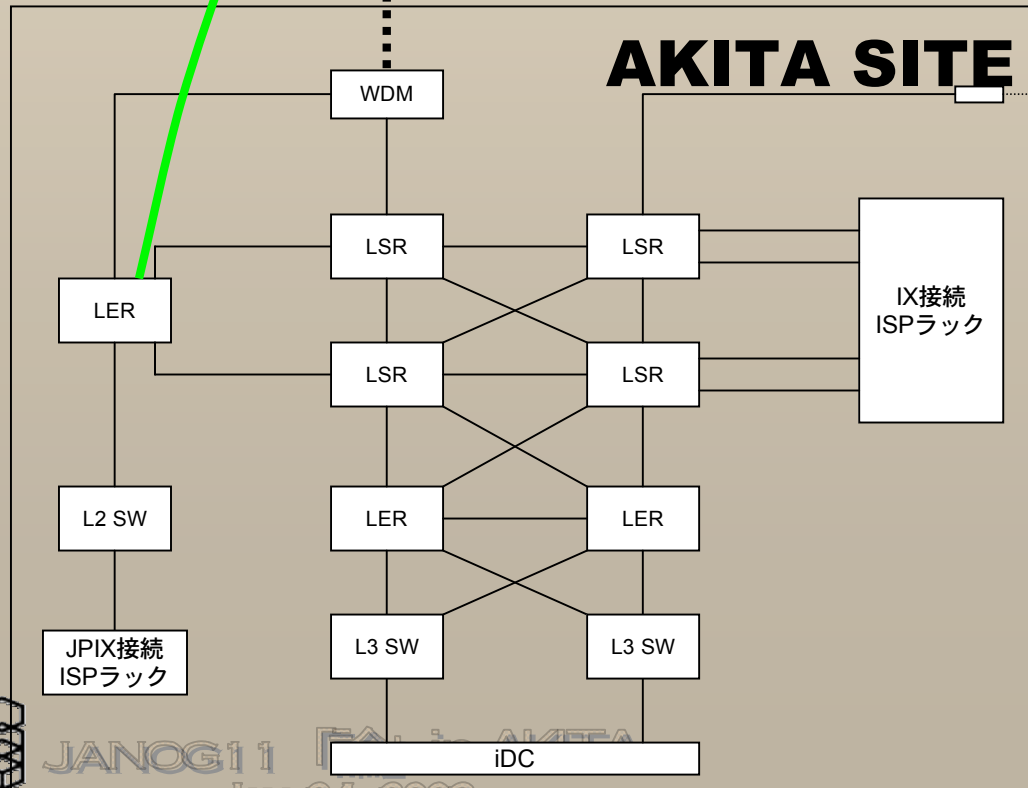 AKITA SITE
WDM
LSR
LSR
LER
IX接続
ISPラック
LSR
LSR
L2 SW
LER
LER
JPIX接続
ISPラック
L3 SW
L3 SW
JANOG11
in AKITA
iDC